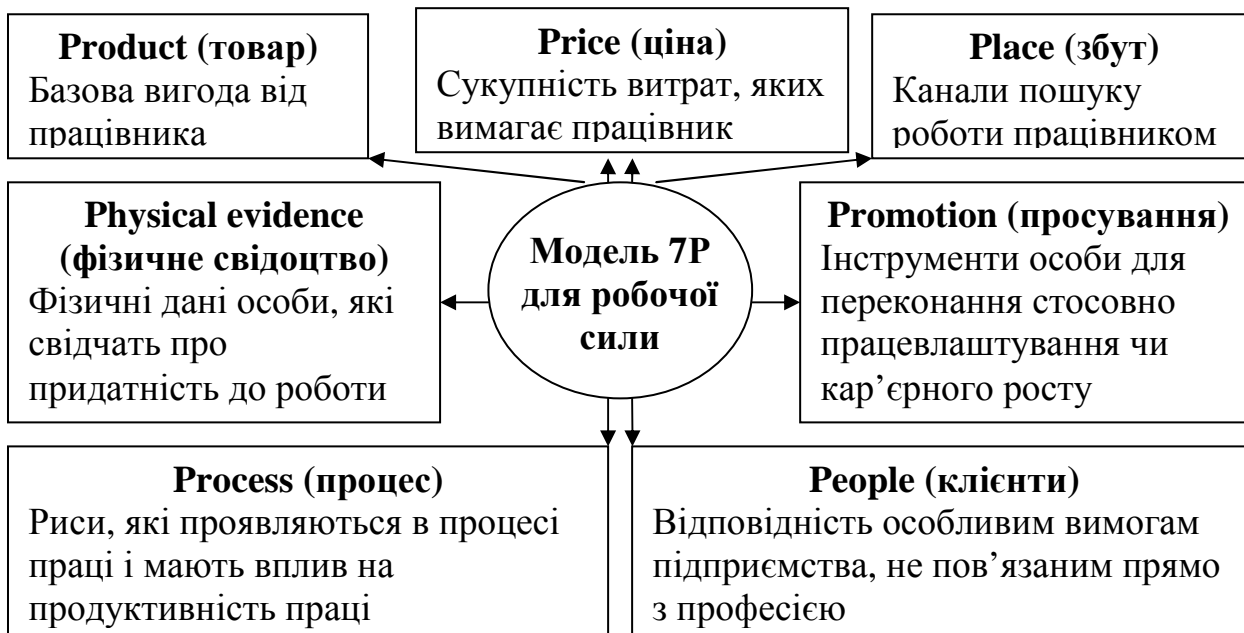 Product (товар)
Базова вигода від
працівника
Price (ціна)
Сукупність витрат, яких
вимагає працівник
Place (збут)
Канали пошуку
роботи працівником
Physical evidence
(фізичне свідоцтво)
Фізичні дані особи, які
свідчать про
придатність до роботи
Модель 7Р
для робочої
сили
Promotion (просування)
Інструменти особи для
переконання стосовно
працевлаштування чи
кар’єрного росту
Process (процес)
Риси, які проявляються в процесі
праці і мають вплив на
продуктивність праці
People (клієнти)
Відповідність особливим вимогам
підприємства, не пов’язаним прямо
з професією